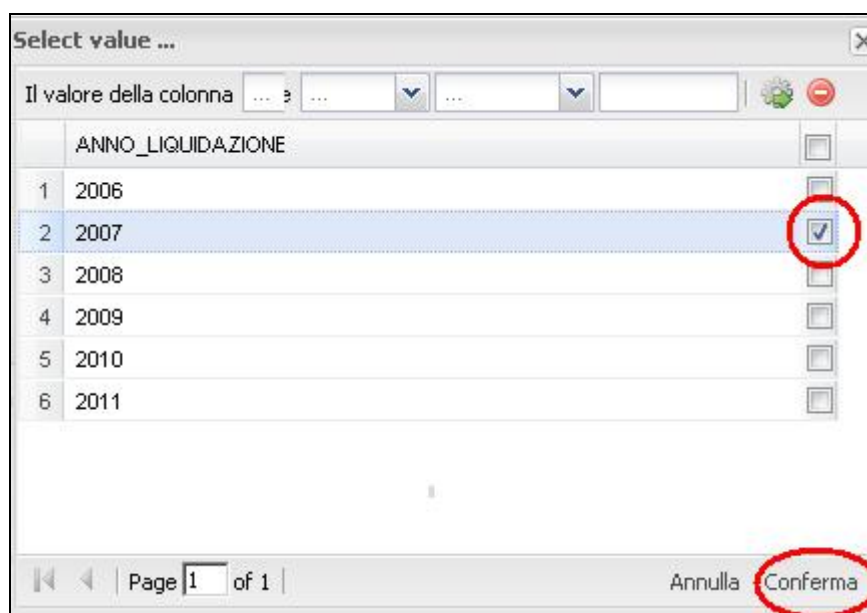 Select value ...
Il valore della colonna ... e ... ...
ANNO_LIQUIDAZIONE
1 2006
2 2007
3 2008
4 2009
5 2010
6 2011
Page 1 of 1 Annulla Conferma